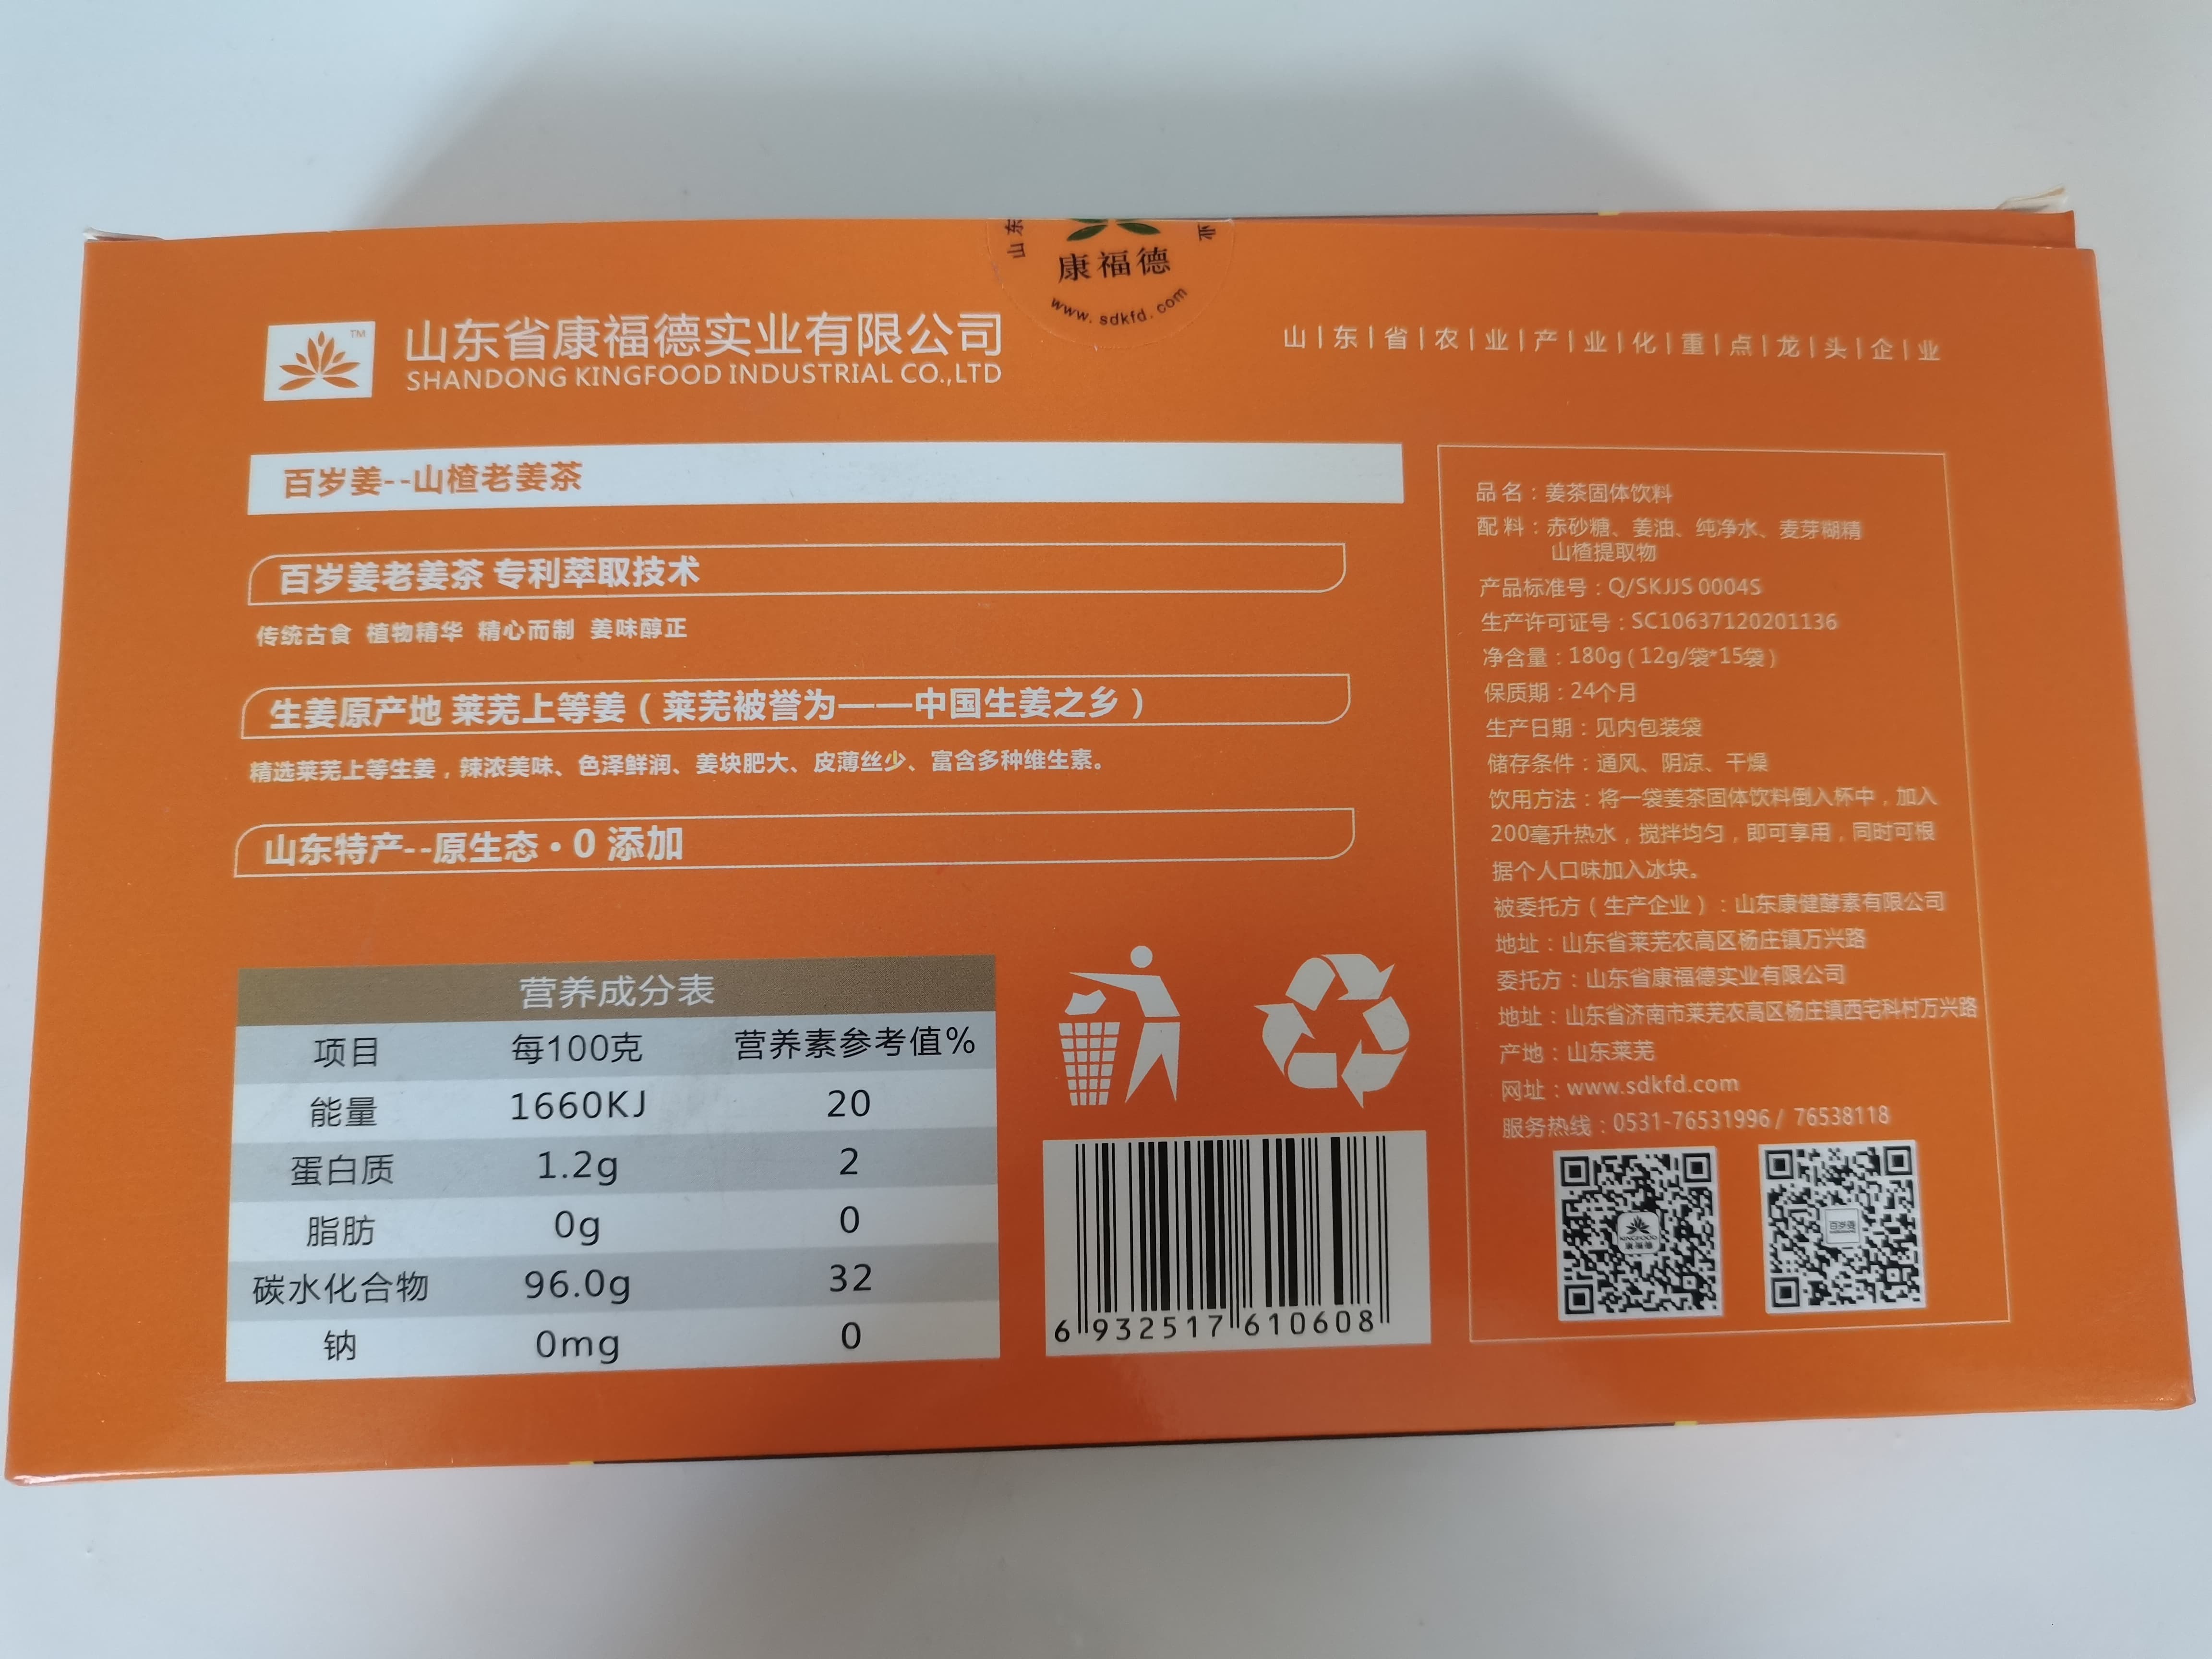 山东
业
康福德
www.sdkfd.com
TM
山东省康福德实业有限公司
SHANDONG KINGFOOD INDUSTRIAL CO.,LTD
山|东|省|农|业|产|业|化|重|点|龙|头|企|业
百岁姜--山楂老姜茶
百岁姜老姜茶 专利萃取技术
传统古食 植物精华 精心而制 姜味醇正
生姜原产地 莱芜上等姜(莱芜被誉为——中国生姜之乡)
精选莱芜上等生姜,辣浓美味、色泽鲜润、姜块肥大、皮薄丝少、富含多种维生素。
山东特产--原生态·0 添加
营养成分表
项目 每100克 营养素参考值%
能量 1660KJ 20
蛋白质 1.2g 2
脂肪 0g 0
碳水化合物 96.0g 32
钠 0mg 0
6 932517 610608
品名:姜茶固体饮料
配料:赤砂糖、姜油、纯净水、麦芽糊精
山楂提取物
产品标准号:Q/SKJJS 0004S
生产许可证号:SC10637120201136
净含量:180g(12g/袋*15袋)
保质期:24个月
生产日期:见内包装袋
储存条件:通风、阴凉、干燥
饮用方法:将一袋姜茶固体饮料倒入杯中,加入
200毫升热水,搅拌均匀,即可享用,同时可根
据个人口味加入冰块。
被委托方(生产企业):山东康健酵素有限公司
地址:山东省莱芜农高区杨庄镇万兴路
委托方:山东省康福德实业有限公司
地址:山东省济南市莱芜农高区杨庄镇西宅科村万兴路
产地:山东莱芜
网址:www.sdkfd.com
服务热线:0531-76531996/ 76538118
KINGFOOD
康福德
百岁姜